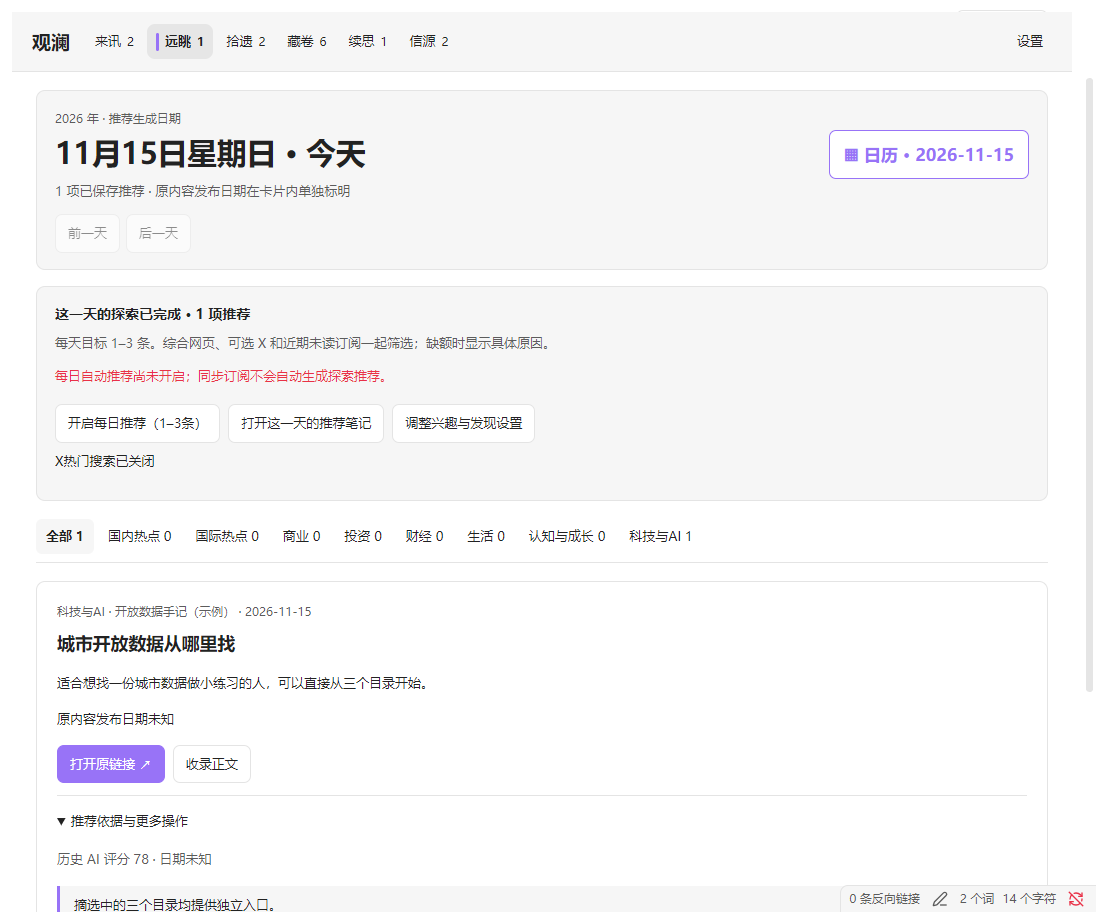 观澜 来讯 2 远眺 1 拾遗 2 藏卷 6 续思 1 信源 2 设置
2026 年 · 推荐生成日期
11月15日星期日 • 今天
日历 • 2026-11-15
1 项已保存推荐 · 原内容发布日期在卡片内单独标明
前一天 后一天
这一天的探索已完成 • 1 项推荐
每天目标 1–3 条。综合网页、可选 X 和近期未读订阅一起筛选；缺额时显示具体原因。
每日自动推荐尚未开启；同步订阅不会自动生成探索推荐。
开启每日推荐（1–3条） 打开这一天的推荐笔记 调整兴趣与发现设置
X热门搜索已关闭
全部 1 国内热点 0 国际热点 0 商业 0 投资 0 财经 0 生活 0 认知与成长 0 科技与AI 1
科技与AI · 开放数据手记（示例） · 2026-11-15
城市开放数据从哪里找
适合想找一份城市数据做小练习的人，可以直接从三个目录开始。
原内容发布日期未知
打开原链接 ↗ 收录正文
▼ 推荐依据与更多操作
历史 AI 评分 78 · 日期未知
摘选中的三个目录均提供独立入口。
0 条反向链接 2 个词 14 个字符